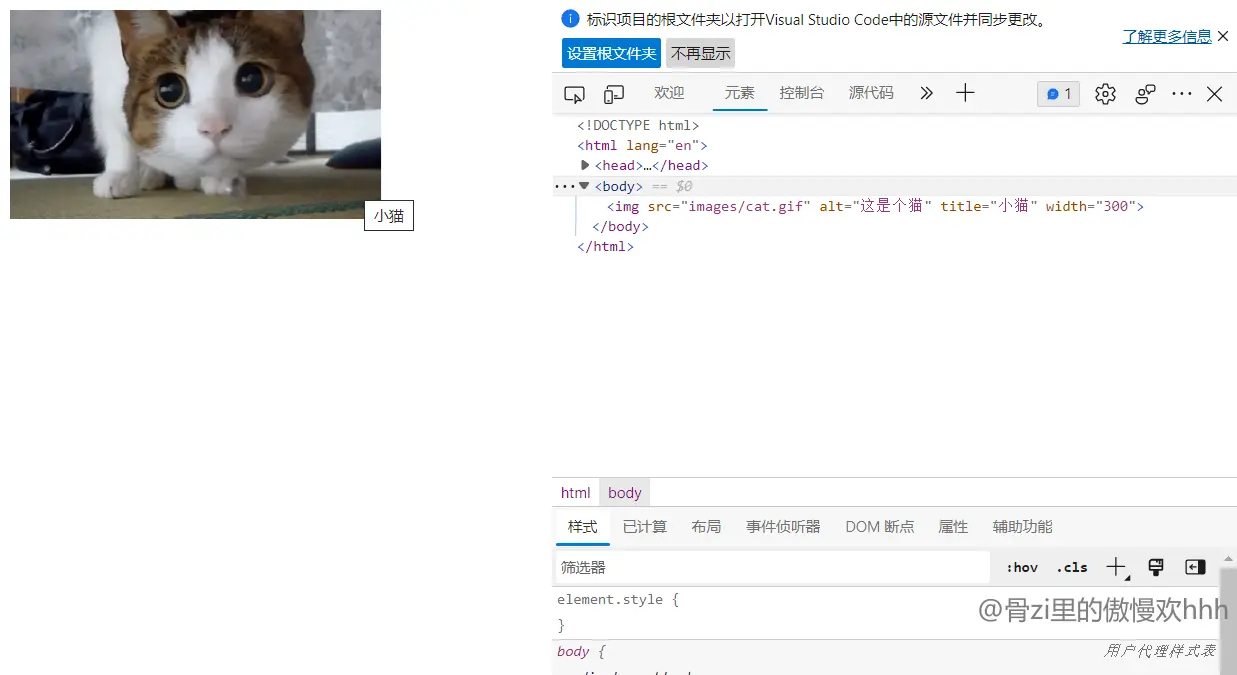 小猫
标识项目的根文件夹以打开Visual Studio Code中的源文件并同步更改。
了解更多信息
设置根文件夹 不再显示
欢迎 元素 控制台 源代码 1
<!DOCTYPE html>
<html lang="en">
<head>…</head>
<body> == $0
<img src="images/cat.gif" alt="这是个猫" title="小猫" width="300">
</body>
</html>
html body
样式 已计算 布局 事件侦听器 DOM 断点 属性 辅助功能
筛选器 :hov .cls
element.style {
}
@骨zi里的傲慢欢hhh
body { 用户代理样式表